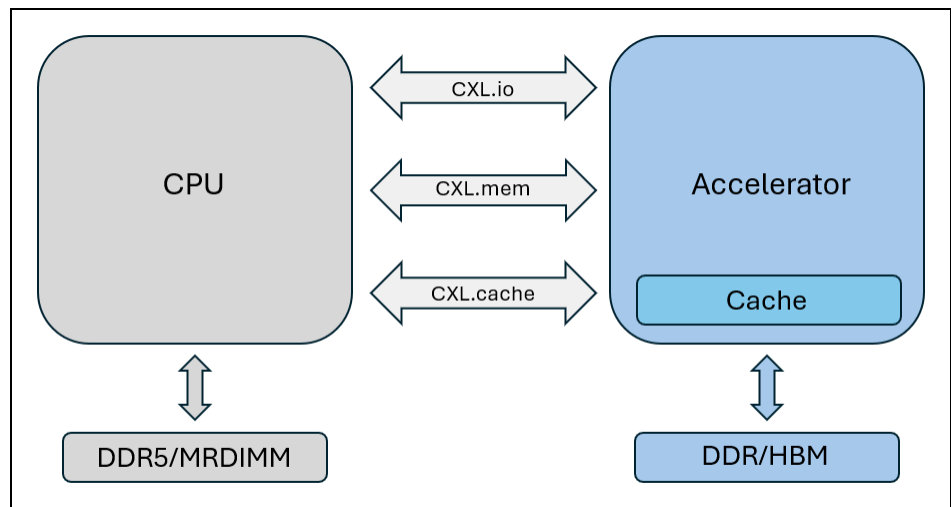 CXL.io
CPU
CXL.mem
Accelerator
CXL.cache
Cache
DDR5/MRDIMM
DDR/HBM